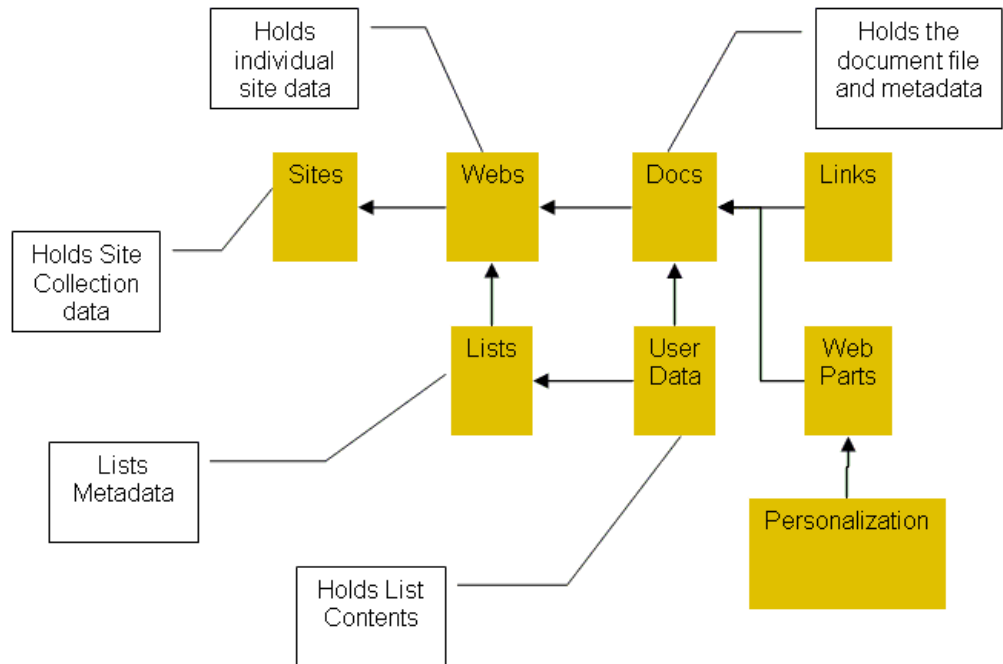 Holds
individual
site data
Holds the
document file
and metadata
Sites
Webs
Docs
Links
Holds Site
Collection
data
Lists
User
Data
Web
Parts
Lists
Metadata
Personalization
Holds List
Contents